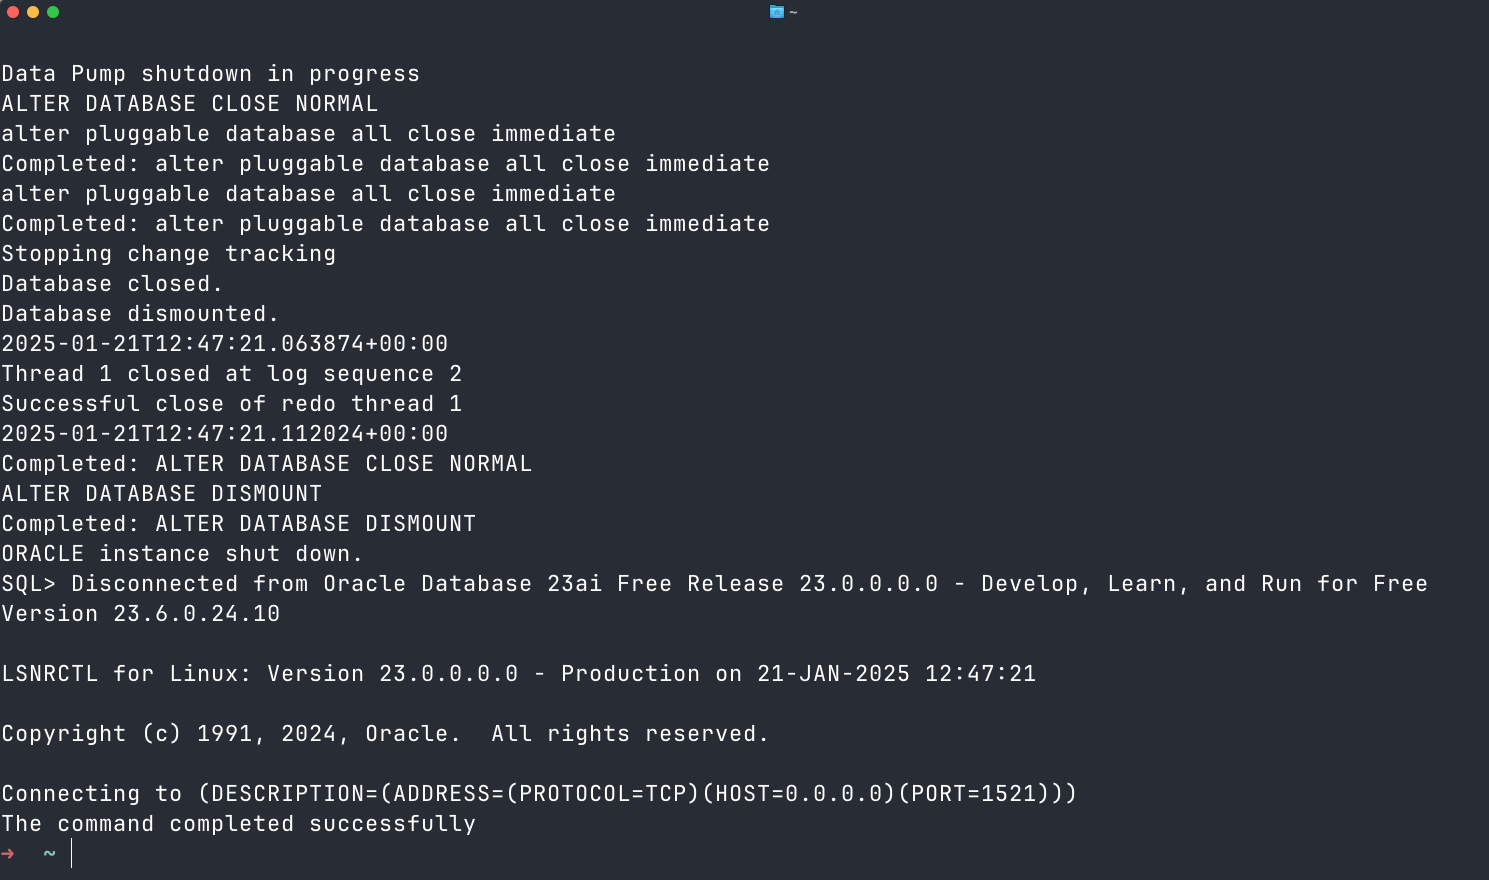 ~
Data Pump shutdown in progress
ALTER DATABASE CLOSE NORMAL
alter pluggable database all close immediate
Completed: alter pluggable database all close immediate
alter pluggable database all close immediate
Completed: alter pluggable database all close immediate
Stopping change tracking
Database closed.
Database dismounted.
2025-01-21T12:47:21.063874+00:00
Thread 1 closed at log sequence 2
Successful close of redo thread 1
2025-01-21T12:47:21.112024+00:00
Completed: ALTER DATABASE CLOSE NORMAL
ALTER DATABASE DISMOUNT
Completed: ALTER DATABASE DISMOUNT
ORACLE instance shut down.
SQL> Disconnected from Oracle Database 23ai Free Release 23.0.0.0.0 - Develop, Learn, and Run for Free
Version 23.6.0.24.10
LSNRCTL for Linux: Version 23.0.0.0.0 - Production on 21-JAN-2025 12:47:21
Copyright (c) 1991, 2024, Oracle.  All rights reserved.
Connecting to (DESCRIPTION=(ADDRESS=(PROTOCOL=TCP)(HOST=0.0.0.0)(PORT=1521)))
The command completed successfully
➜  ~